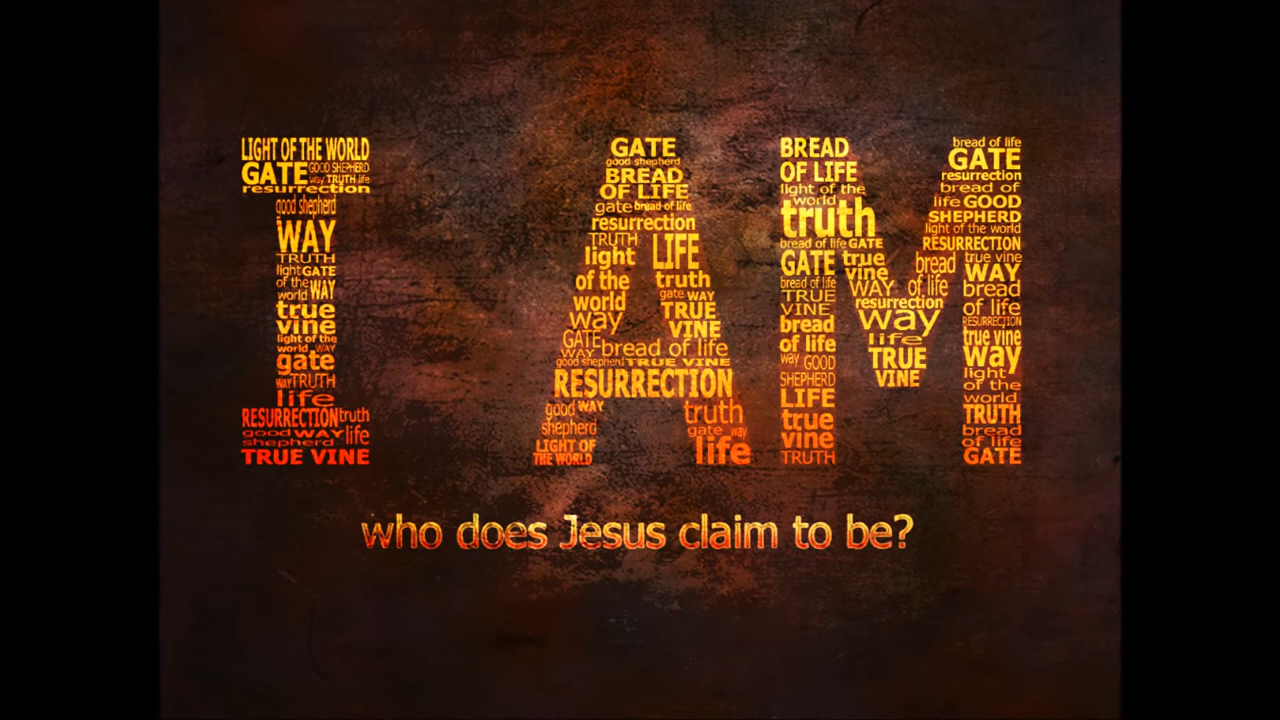 LIGHT OF THE WORLD
GATE GOOD SHEPHERD
way TRUTH life
resurrection
good shepherd
WAY
TRUTH
light GATE
of the
world WAY
true
vine
light of the
world WAY
gate
WAY TRUTH
life
RESURRECTION truth
good WAY life
shepherd
TRUE VINE
GATE
good shepherd
BREAD
OF LIFE
gate bread of life
resurrection
TRUTH LIFE
light
of the truth
world gate WAY
way TRUE
VINE
GATE
WAY bread of life
good shepherd TRUE VINE
RESURRECTION
good WAY truth
shepherd gate way
LIGHT OF life
THE WORLD
BREAD
OF LIFE
light of the
world
truth
bread of life GATE
GATE true
vine
bread of life WAY
TRUE resurrection
VINE way
bread life
of life TRUE
VINE
way GOOD
SHEPHERD
LIFE
true
vine
TRUTH
bread of life
GATE
resurrection
bread of
life GOOD
SHEPHERD
light of the world
RESURRECTION
bread true vine
of life WAY
bread
of life
RESURRECTION
true vine
way
light
of the
world
TRUTH
bread
of life
GATE
who does Jesus claim to be?